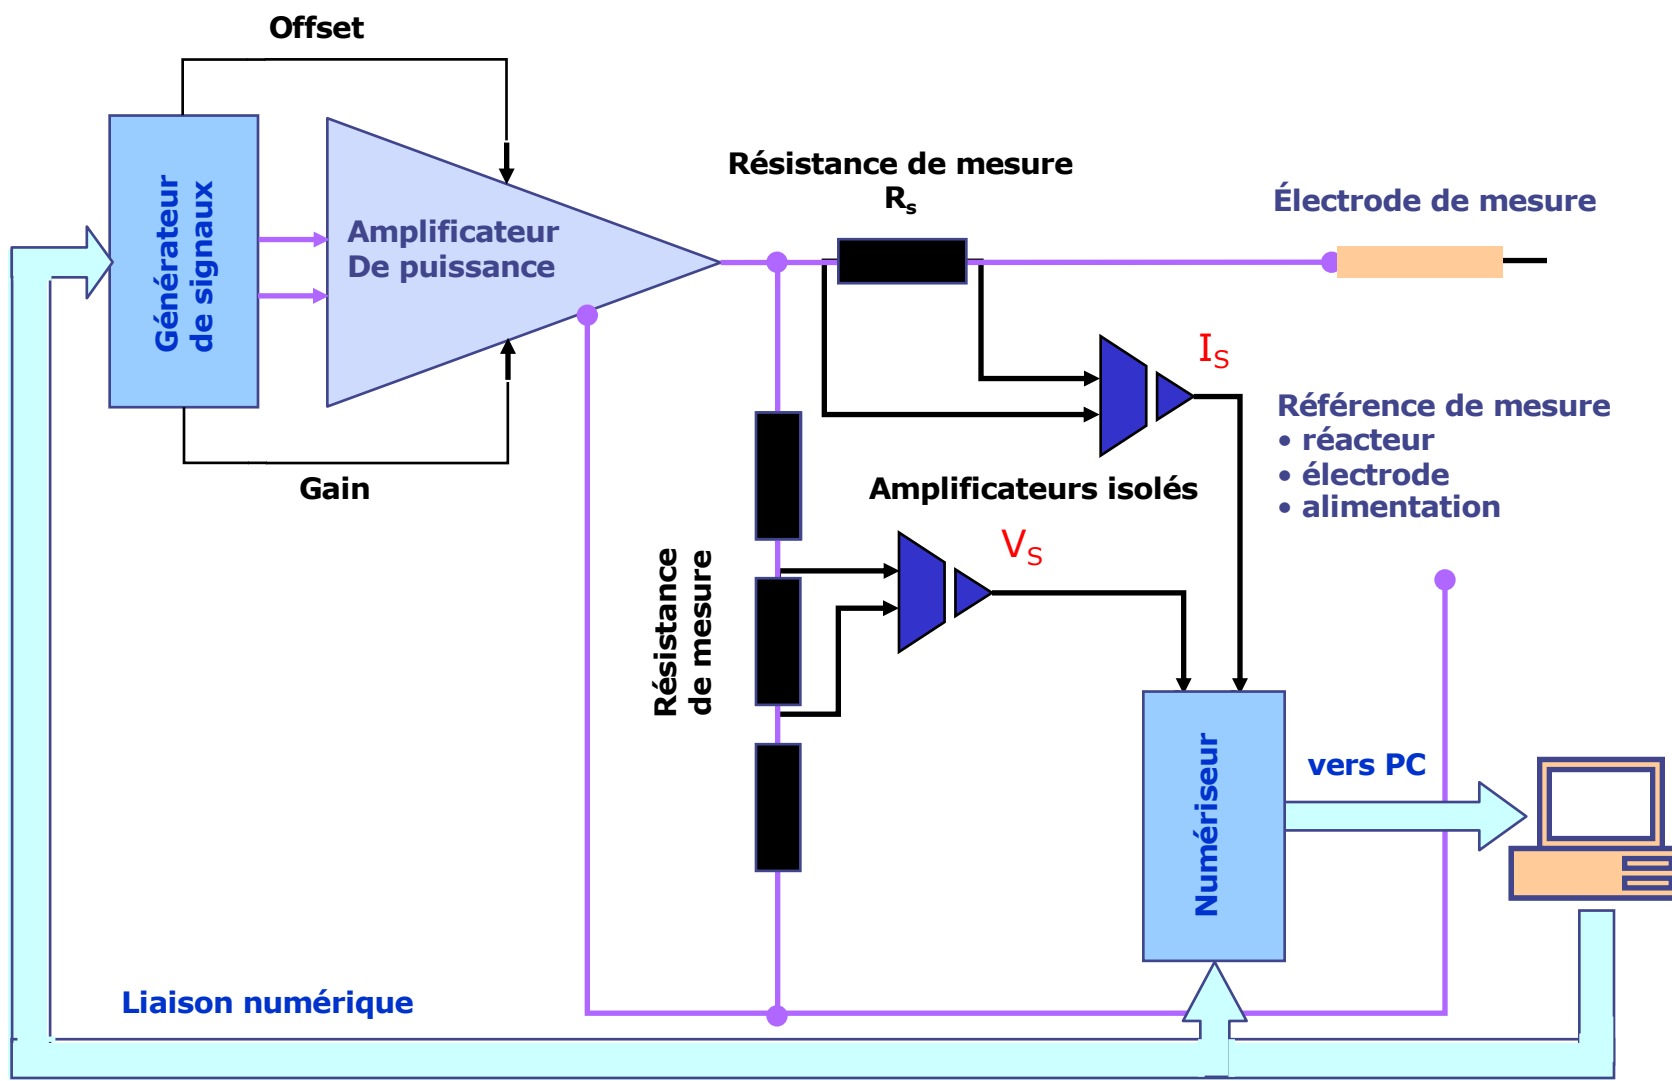 Offset
Générateur
de signaux
Amplificateur
De puissance
Gain
Résistance de mesure
Rs
Électrode de mesure
IS
Référence de mesure
• réacteur
• électrode
• alimentation
Amplificateurs isolés
VS
Résistance
de mesure
Numériseur
vers PC
Liaison numérique